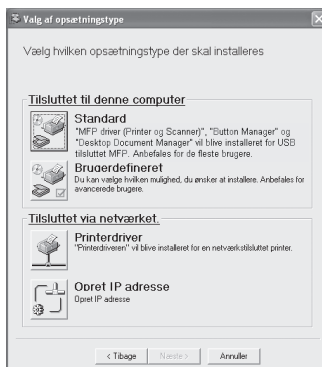 Valg af opsætningstype
Vælg hvilken opsætningstype der skal installeres
Tilsluttet til denne computer
Standard
"MFP driver (Printer og Scanner)", "Button Manager" og
"Desktop Document Manager" vil blive installeret for USB
tilsluttet MFP. Anbefales for de fleste brugere.
Brugerdefineret
Du kan vælge hvilken mulighed, du ønsker at installere. Anbefales for
avancerede brugere.
Tilsluttet via netværket.
Printerdriver
"Printerdriveren" vil blive installeret for en netværkstilsluttet printer.
Opret IP adresse
Opret IP adresse
< Tilbage
Næste >
Annuller